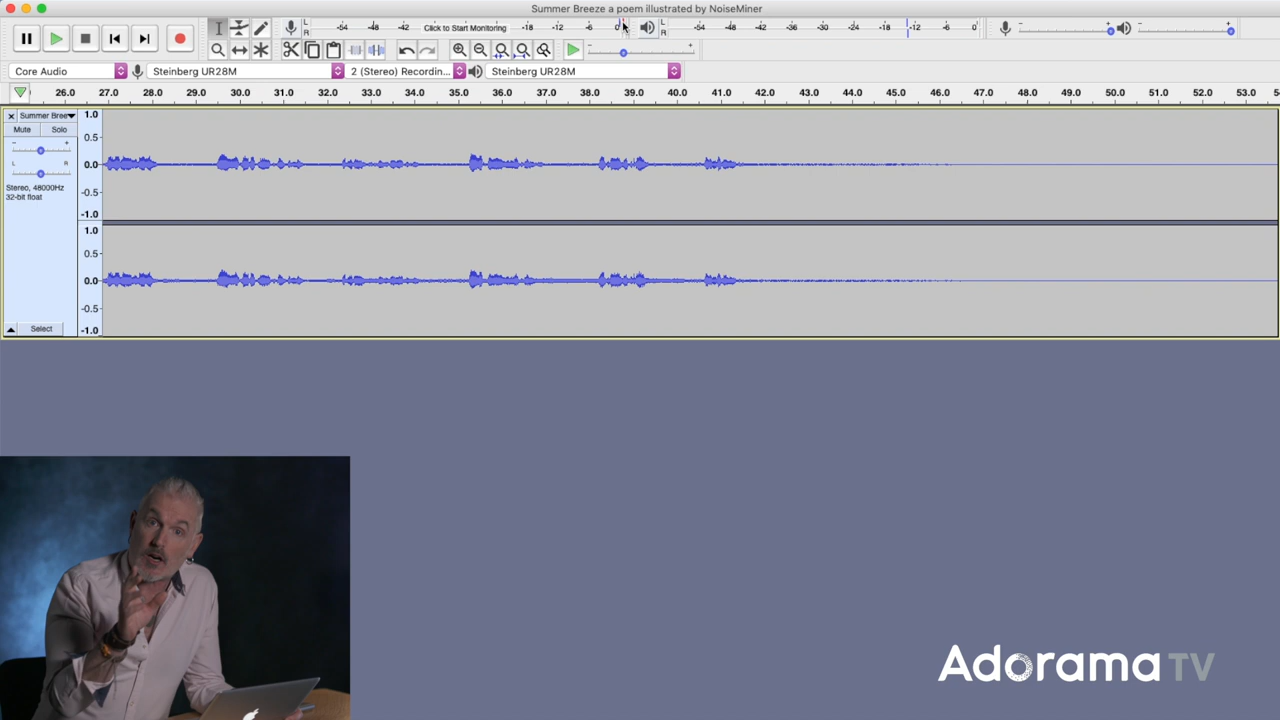 Summer Breeze a poem illustrated by NoiseMiner
L
R
-54 -48 -42 Click to Start Monitoring -18 -12 -6 0
L
R
-54 -48 -42 -36 -30 -24 -18 -12 -6 0
Core Audio
Steinberg UR28M
2 (Stereo) Recordin...
Steinberg UR28M
26.0 27.0 28.0 29.0 30.0 31.0 32.0 33.0 34.0 35.0 36.0 37.0 38.0 39.0 40.0 41.0 42.0 43.0 44.0 45.0 46.0 47.0 48.0 49.0 50.0 51.0 52.0 53.0
Summer Bree
Mute Solo
- +
L R
Stereo, 48000Hz
32-bit float
1.0
0.5
0.0
-0.5
-1.0
1.0
0.5
0.0
-0.5
-1.0
Select
Adorama TV